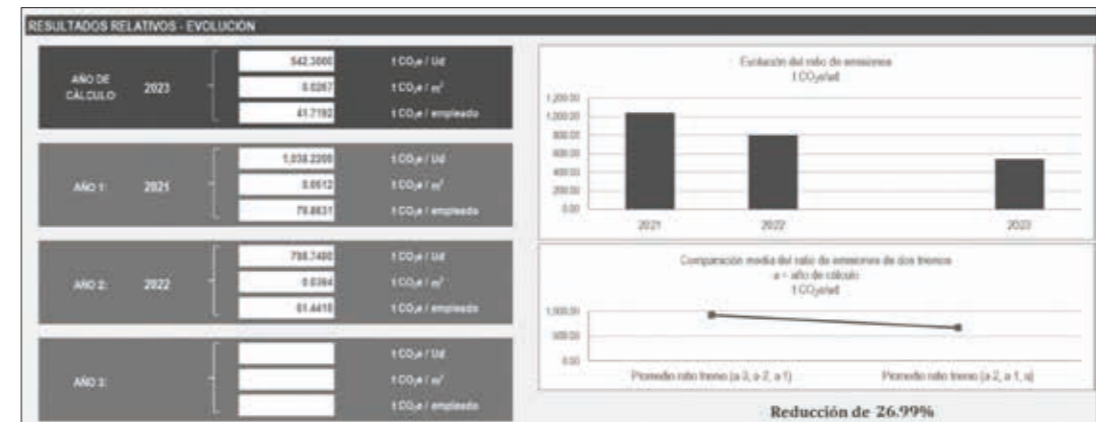 RESULTADOS RELATIVOS - EVOLUCIÓN
AÑO DE CÁLCULO 2023
542.3000 t CO₂e / Ud
0.0267 t CO₂e / m²
41.7192 t CO₂e / empleado
AÑO 1: 2021
1,038.2200 t CO₂e / Ud
0.0512 t CO₂e / m²
t CO₂e / empleado
AÑO 2: 2022
798.7400 t CO₂e / Ud
0.0394 t CO₂e / m²
61.4415 t CO₂e / empleado
AÑO 3:
t CO₂e / Ud
t CO₂e / m²
t CO₂e / empleado
Evolución del ratio de emisiones
t CO₂e/ud
1,200.00
1,000.00
800.00
600.00
400.00
200.00
0.00
2021 2022 2023
Comparación media del ratio de emisiones de dos trienios
a = año de cálculo
t CO₂e/ud
1,000.00
500.00
0.00
Promedio ratio trienio (a-3, a-2, a-1) Promedio ratio trienio (a-2, a-1, a)
Reducción de 26.99%